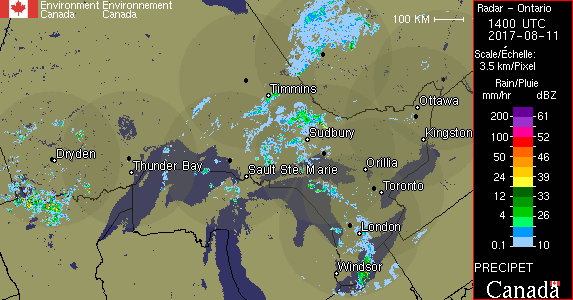 Environment Environnement
Canada Canada
100 KM
Timmins
Ottawa
Sudbury
Kingston
Dryden
Thunder Bay
Sault Ste. Marie
Orillia
Toronto
London
Windsor
Radar – Ontario
1400 UTC
2017-08-11
Scale/Échelle:
3.5 km/Pixel
Rain/Pluie
mm/hr dBZ
200 61
100 52
50 46
24 39
12 33
4 26
0.1 10
PRECIPET
Canada